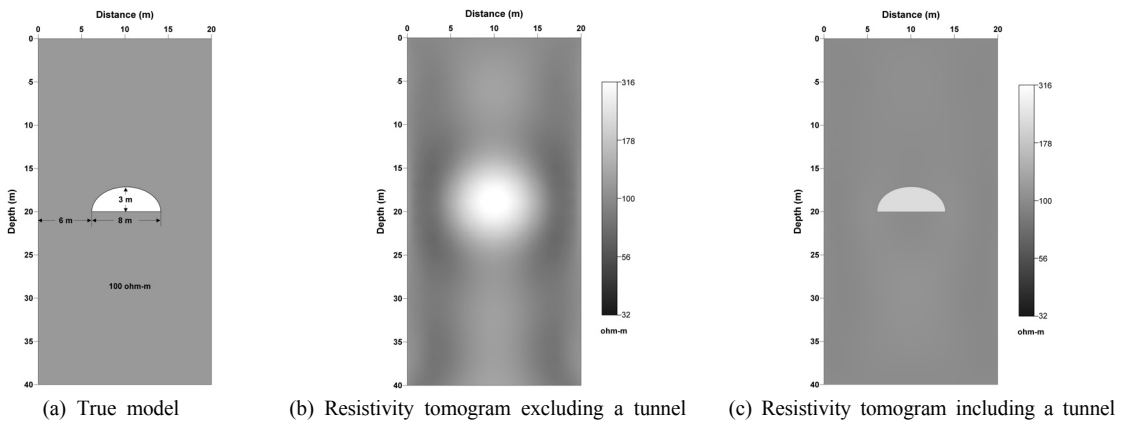 Distance (m)
0 5 10 15 20
Depth (m)
0
5
10
15
20
25
30
35
40
3 m
6 m
8 m
100 ohm-m
(a) True model
Distance (m)
0 5 10 15 20
Depth (m)
0
5
10
15
20
25
30
35
40
316
178
100
56
32
ohm-m
(b) Resistivity tomogram excluding a tunnel
Distance (m)
0 5 10 15 20
Depth (m)
0
5
10
15
20
25
30
35
40
316
178
100
56
32
ohm-m
(c) Resistivity tomogram including a tunnel